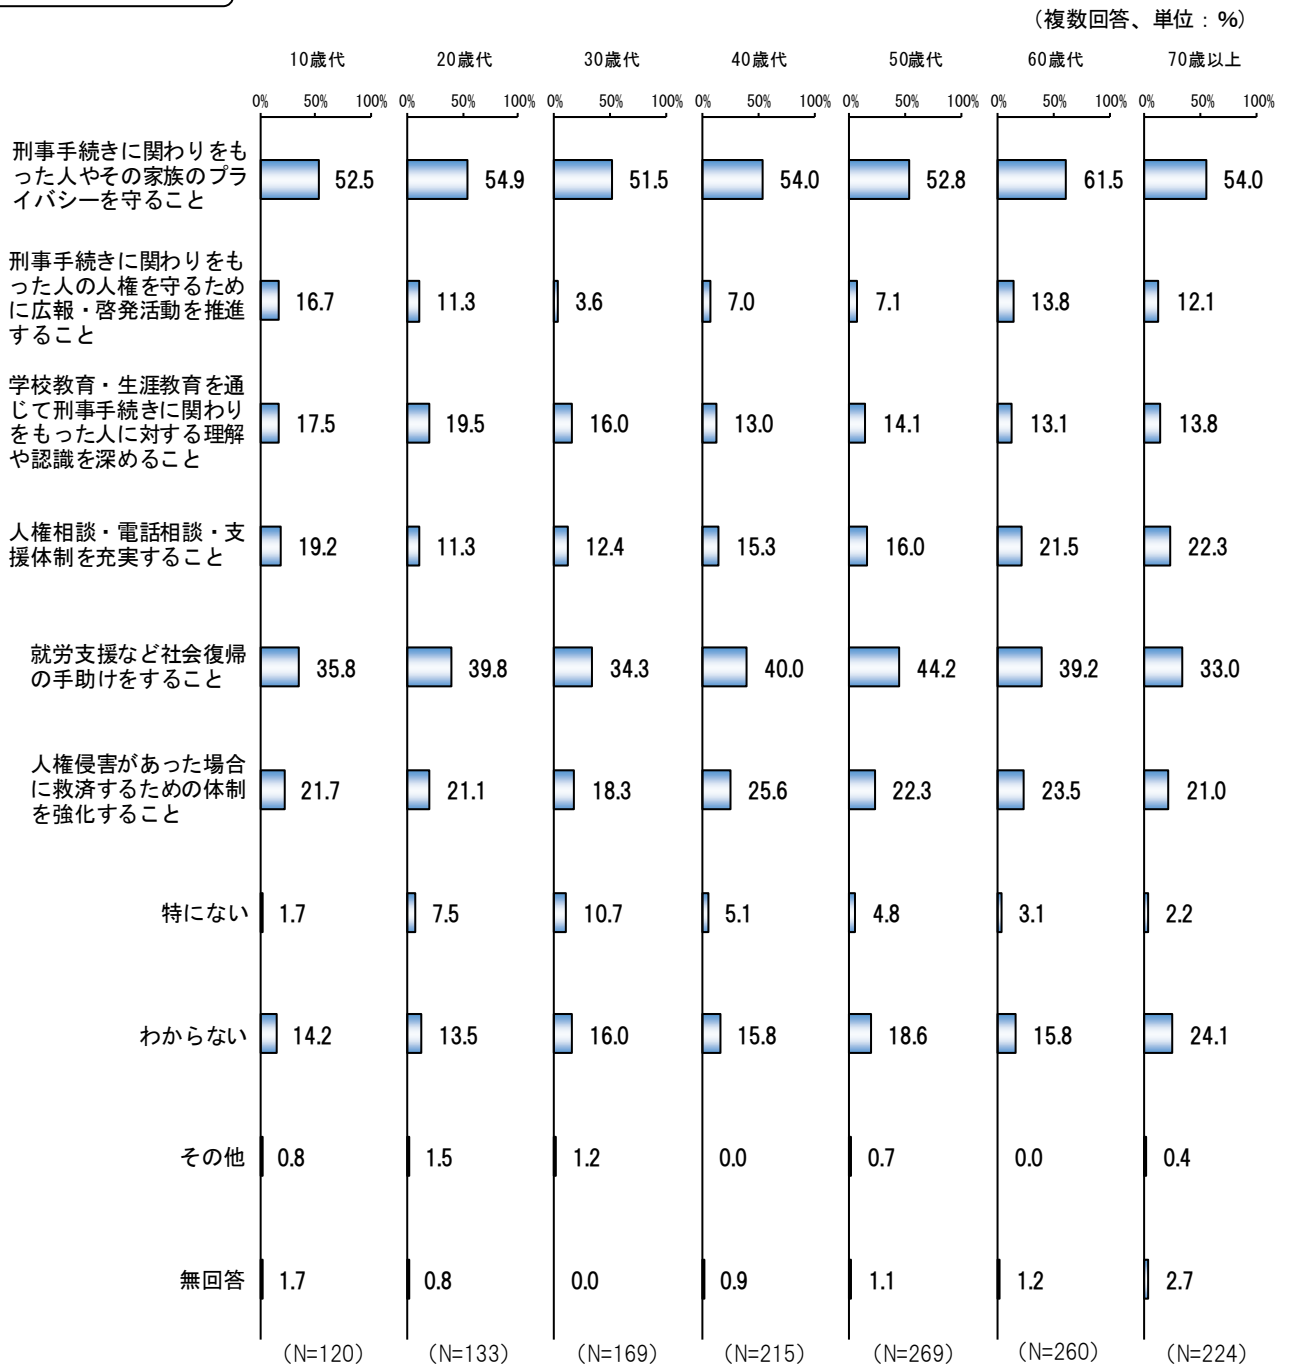 （複数回答、単位：%）
10歳代 20歳代 30歳代 40歳代 50歳代 60歳代 70歳以上
0% 50% 100% 0% 50% 100% 0% 50% 100% 0% 50% 100% 0% 50% 100% 0% 50% 100% 0% 50% 100%
刑事手続きに関わりをも
った人やその家族のプラ
イバシーを守ること
52.5 54.9 51.5 54.0 52.8 61.5 54.0
刑事手続きに関わりをも
った人の人権を守るため
に広報・啓発活動を推進
すること
16.7 11.3 3.6 7.0 7.1 13.8 12.1
学校教育・生涯教育を通
じて刑事手続きに関わり
をもった人に対する理解
や認識を深めること
17.5 19.5 16.0 13.0 14.1 13.1 13.8
人権相談・電話相談・支
援体制を充実すること
19.2 11.3 12.4 15.3 16.0 21.5 22.3
就労支援など社会復帰
の手助けをすること
35.8 39.8 34.3 40.0 44.2 39.2 33.0
人権侵害があった場合
に救済するための体制
を強化すること
21.7 21.1 18.3 25.6 22.3 23.5 21.0
特にない 1.7 7.5 10.7 5.1 4.8 3.1 2.2
わからない 14.2 13.5 16.0 15.8 18.6 15.8 24.1
その他 0.8 1.5 1.2 0.0 0.7 0.0 0.4
無回答 1.7 0.8 0.0 0.9 1.1 1.2 2.7
（N=120） （N=133） （N=169） （N=215） （N=269） （N=260） （N=224）